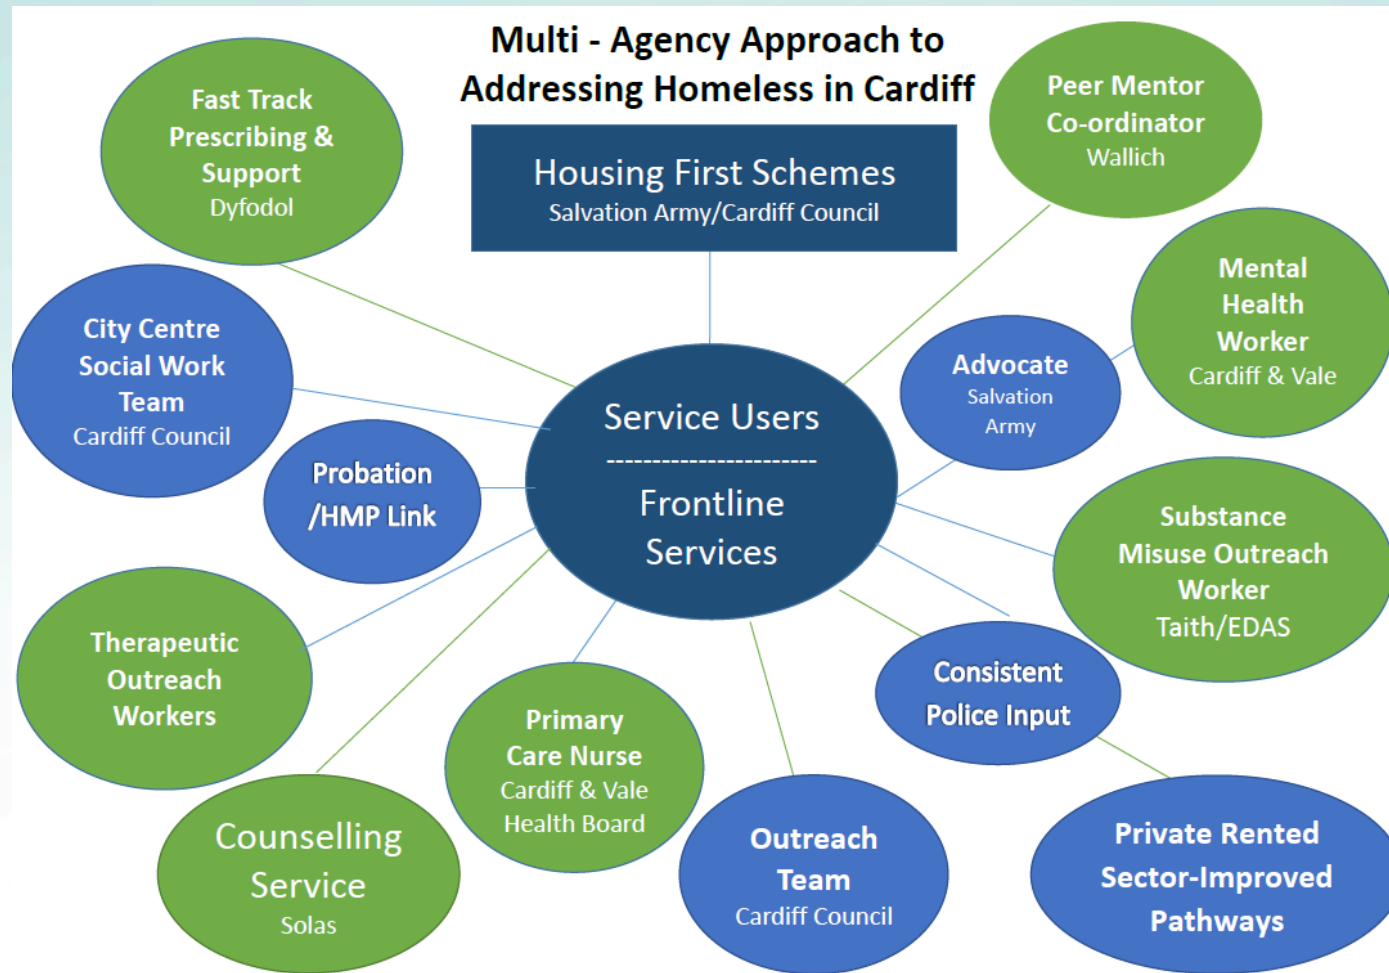 Multi - Agency Approach to
Addressing Homeless in Cardiff
Fast Track
Prescribing &
Support
Dyfodol
Housing First Schemes
Salvation Army/Cardiff Council
Peer Mentor
Co-ordinator
Wallich
City Centre
Social Work
Team
Cardiff Council
Mental
Health
Worker
Cardiff & Vale
Advocate
Salvation
Army
Service Users
-----------------------
Frontline
Services
Probation
/HMP Link
Substance
Misuse Outreach
Worker
Taith/EDAS
Therapeutic
Outreach
Workers
Consistent
Police Input
Primary
Care Nurse
Cardiff & Vale
Health Board
Counselling
Service
Solas
Outreach
Team
Cardiff Council
Private Rented
Sector-Improved
Pathways